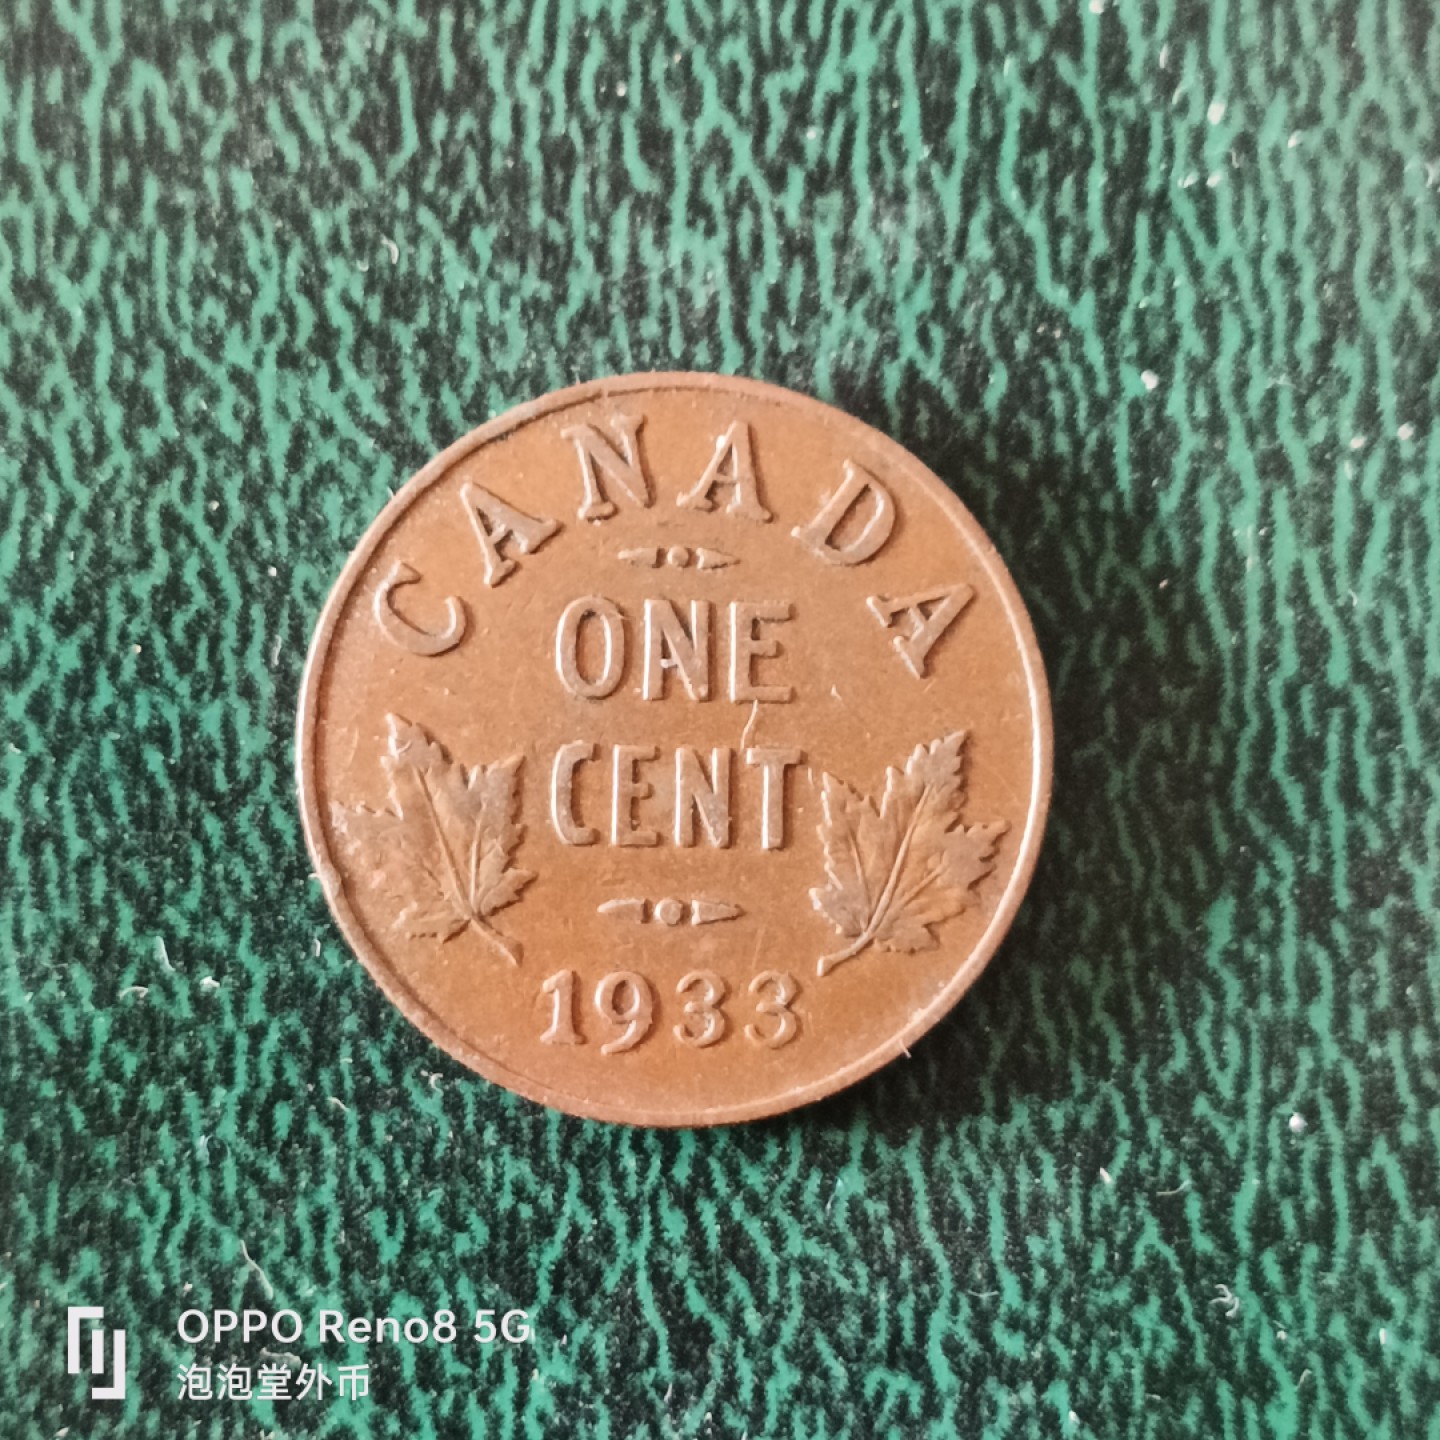 CANADA
ONE
CENT
1933
OPPO Reno8 5G
泡泡堂外币